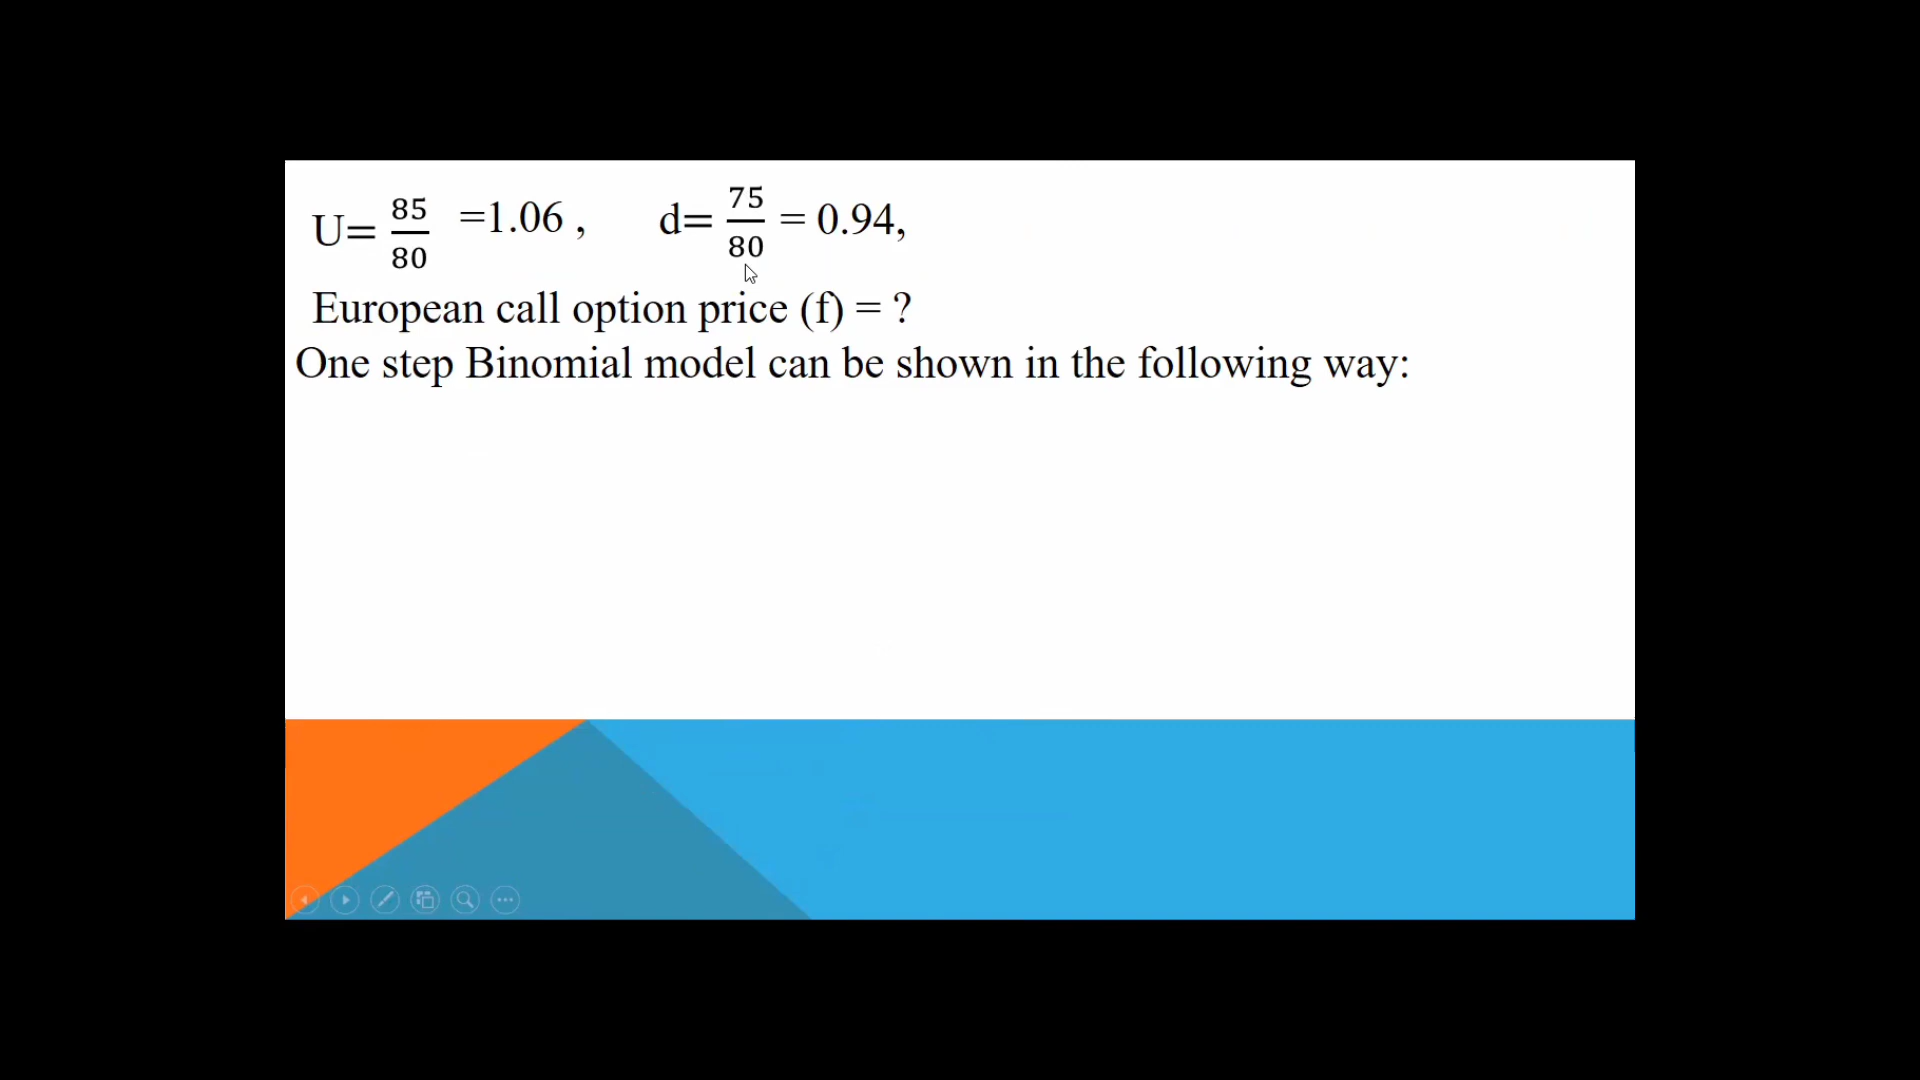 U= 85/80 =1.06 , d= 75/80 = 0.94,
European call option price (f) = ?
One step Binomial model can be shown in the following way: